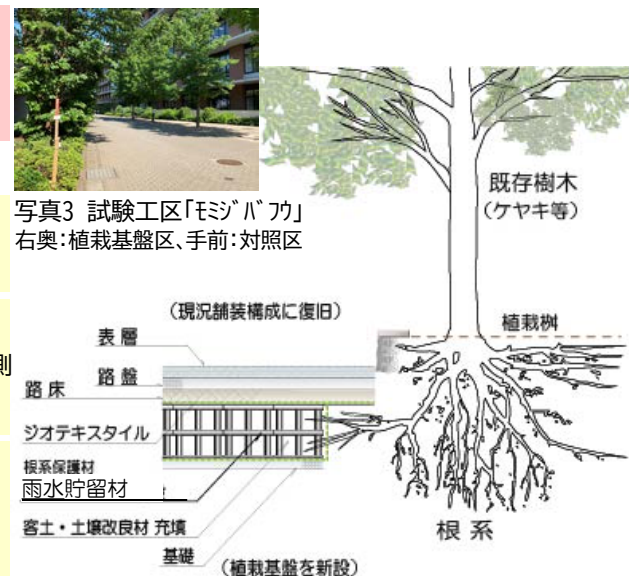 写真3 試験工区「ﾓﾐｼﾞﾊﾞﾌｳ」
右奥:植栽基盤区、手前:対照区
既存樹木
(ケヤキ等)
(現況舗装構成に復旧)
植栽桝
表層
則
路盤
路床
ジオテキスタイル
根系保護材
雨水貯留材
客土・土壌改良材 充填
根系
基礎
(植栽基盤を新設)